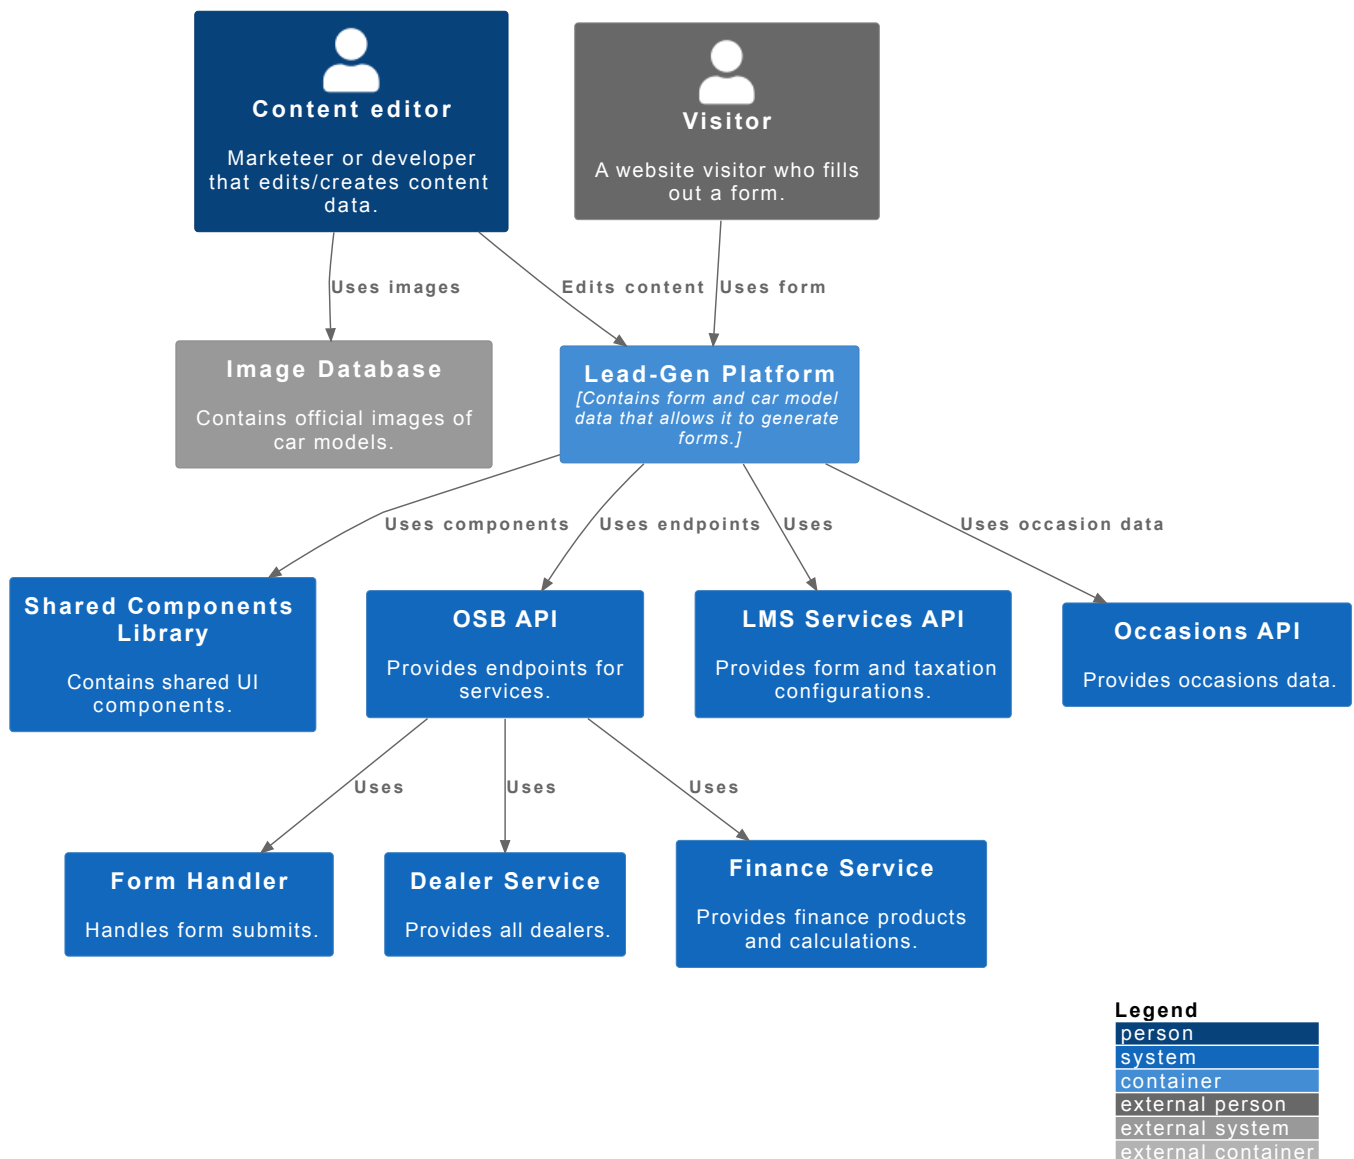 Content editor
Marketeer or developer
that edits/creates content
data.
Visitor
A website visitor who fills
out a form.
Uses images
Edits content
Uses form
Image Database
Contains official images of
car models.
Lead-Gen Platform
[Contains form and car model
data that allows it to generate
forms.]
Uses components
Uses endpoints
Uses
Uses occasion data
Shared Components
Library
Contains shared UI
components.
OSB API
Provides endpoints for
services.
LMS Services API
Provides form and taxation
configurations.
Occasions API
Provides occasions data.
Uses
Uses
Uses
Form Handler
Handles form submits.
Dealer Service
Provides all dealers.
Finance Service
Provides finance products
and calculations.
Legend
person
system
container
external person
external system
external container